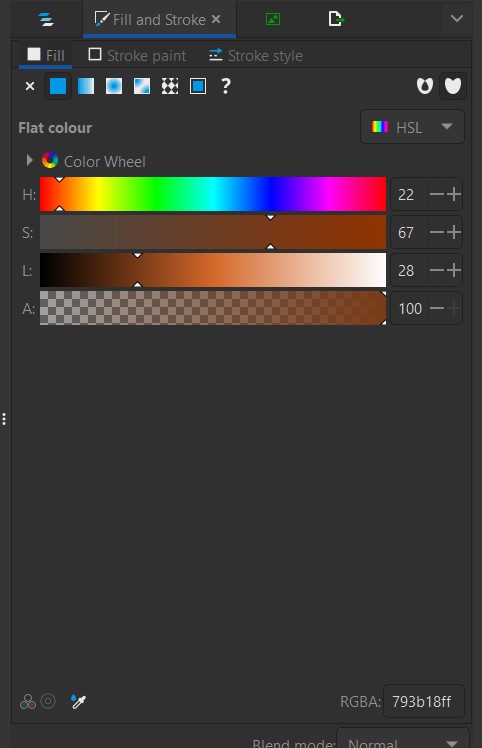 Fill and Stroke
Fill Stroke paint Stroke style
?
Flat colour HSL
Color Wheel
H: 22
S: 67
L: 28
A: 100
RGBA: 793b18ff
Blend mode: Normal